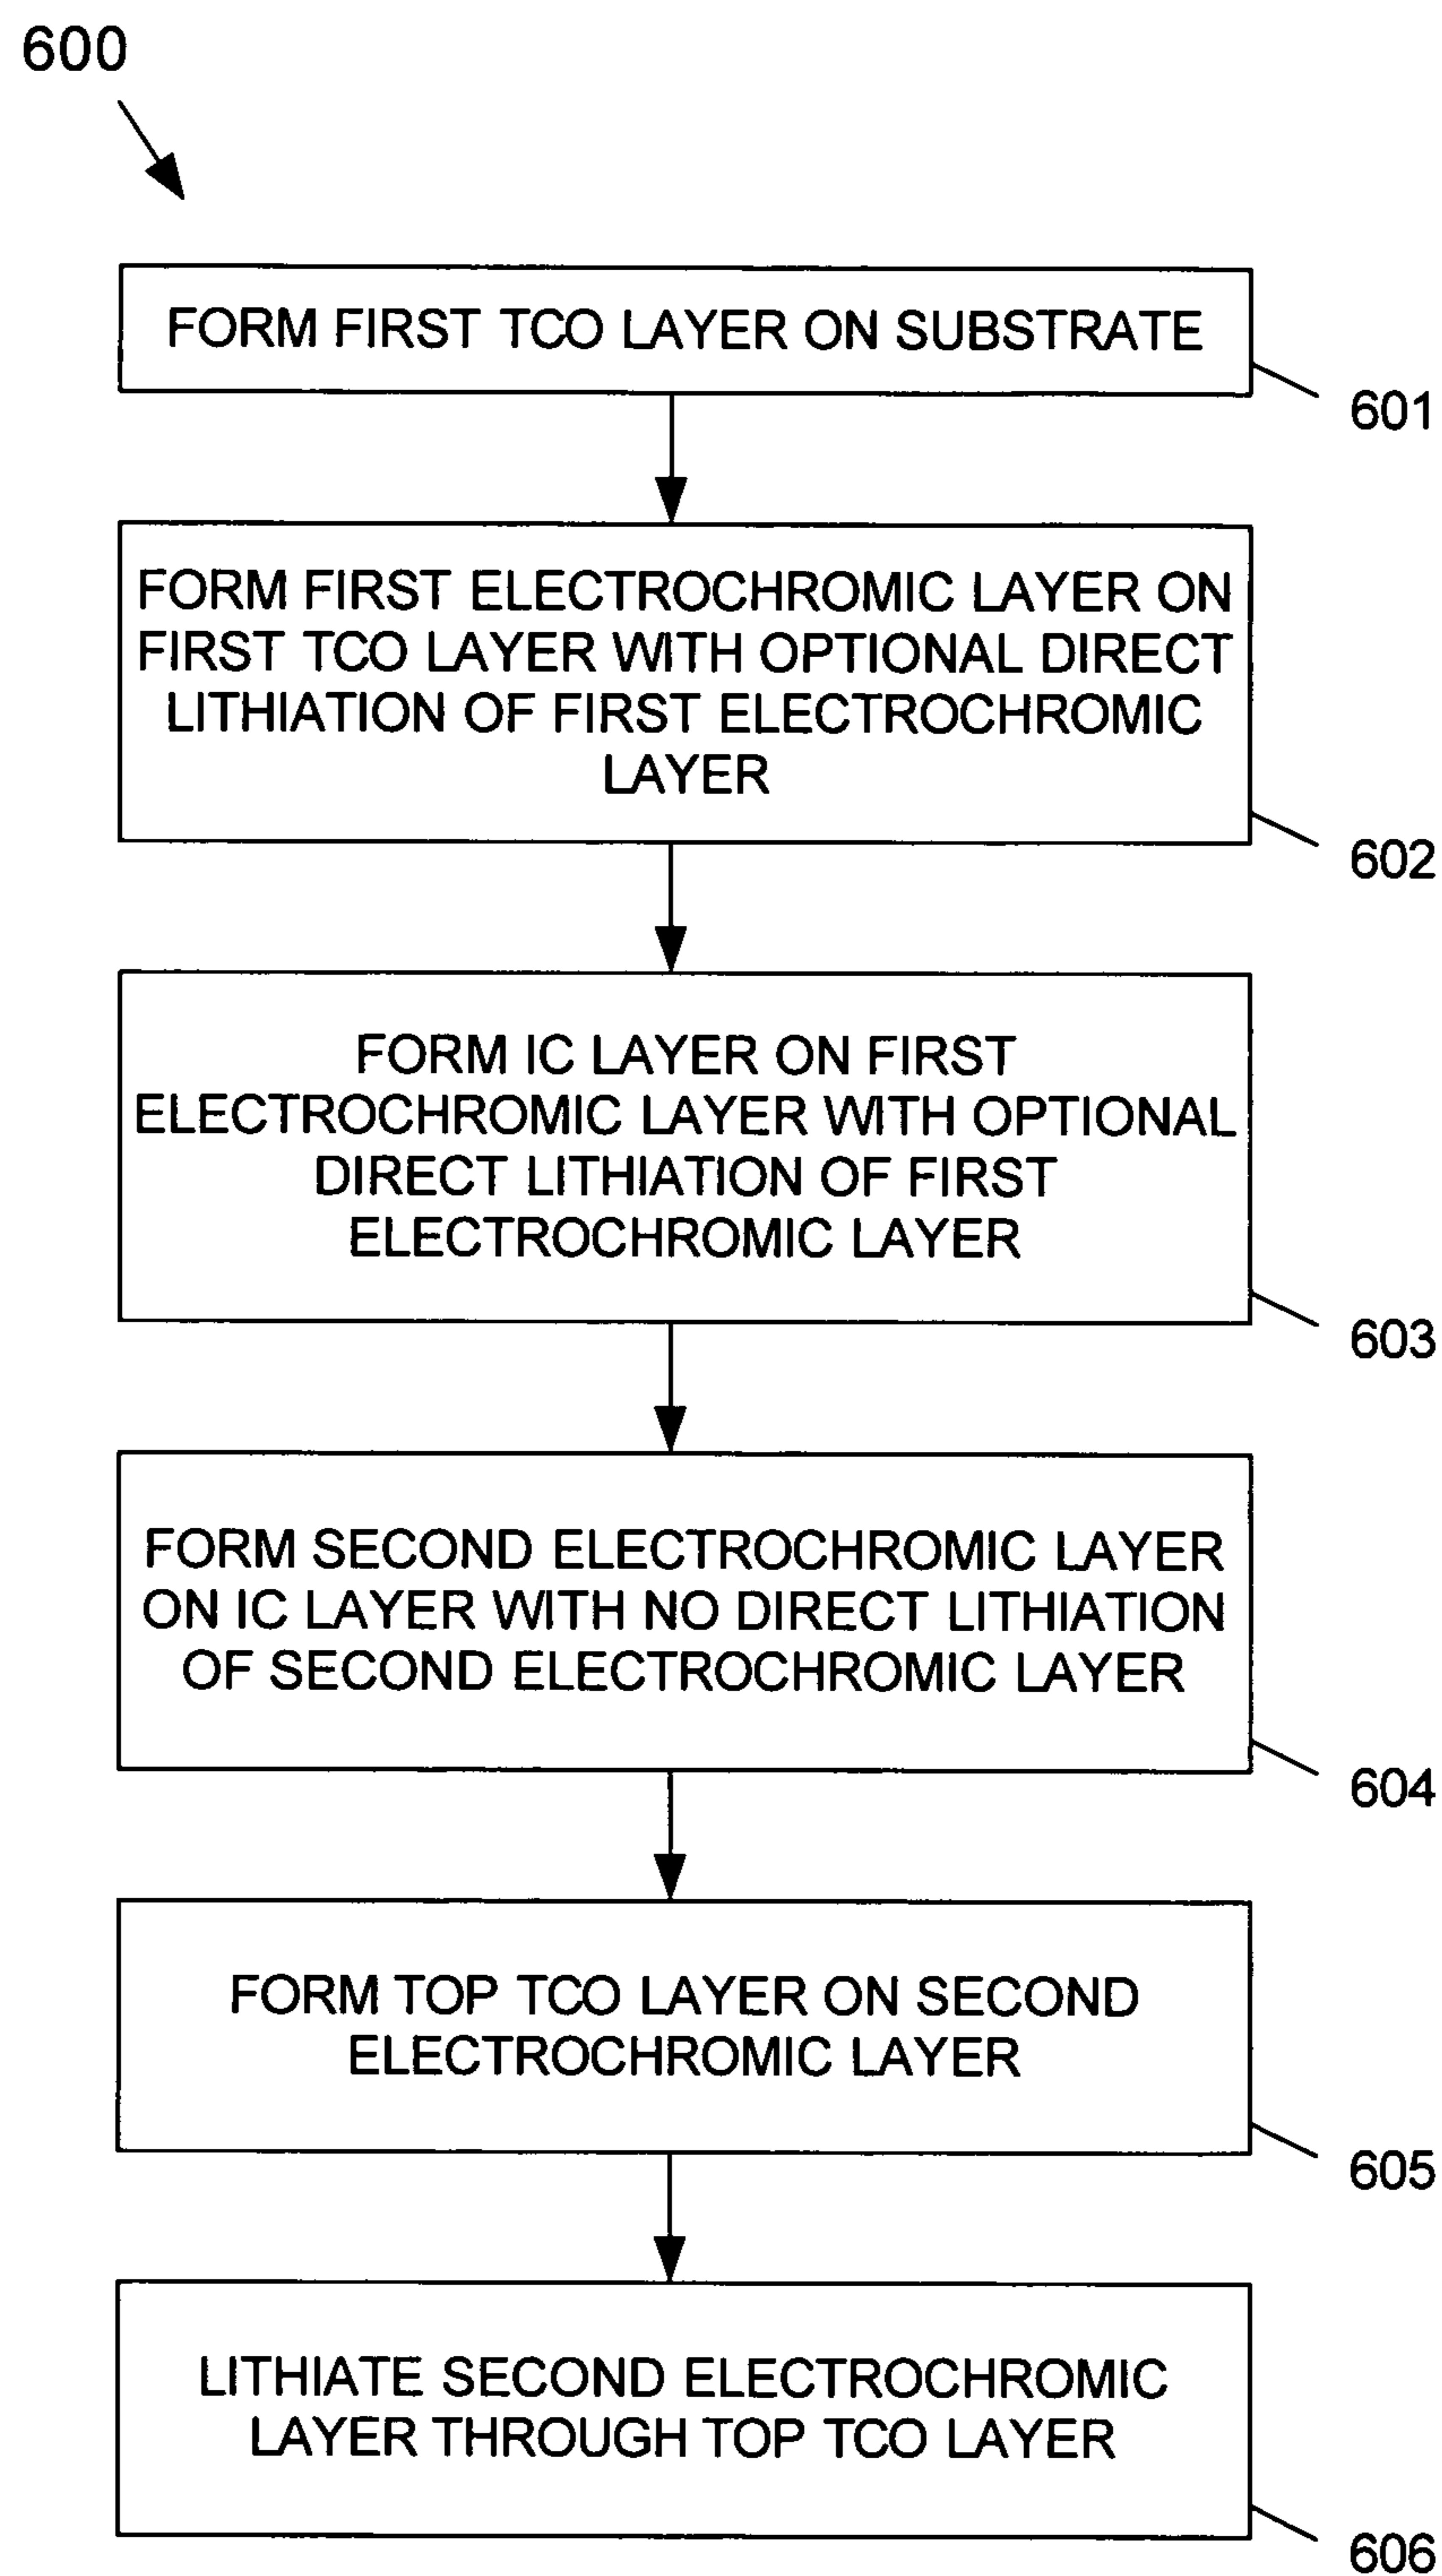 600
FORM FIRST TCO LAYER ON SUBSTRATE
601
FORM FIRST ELECTROCHROMIC LAYER ON
FIRST TCO LAYER WITH OPTIONAL DIRECT
LITHIATION OF FIRST ELECTROCHROMIC
LAYER
602
FORM IC LAYER ON FIRST
ELECTROCHROMIC LAYER WITH OPTIONAL
DIRECT LITHIATION OF FIRST
ELECTROCHROMIC LAYER
603
FORM SECOND ELECTROCHROMIC LAYER
ON IC LAYER WITH NO DIRECT LITHIATION
OF SECOND ELECTROCHROMIC LAYER
604
FORM TOP TCO LAYER ON SECOND
ELECTROCHROMIC LAYER
605
LITHIATE SECOND ELECTROCHROMIC
LAYER THROUGH TOP TCO LAYER
606